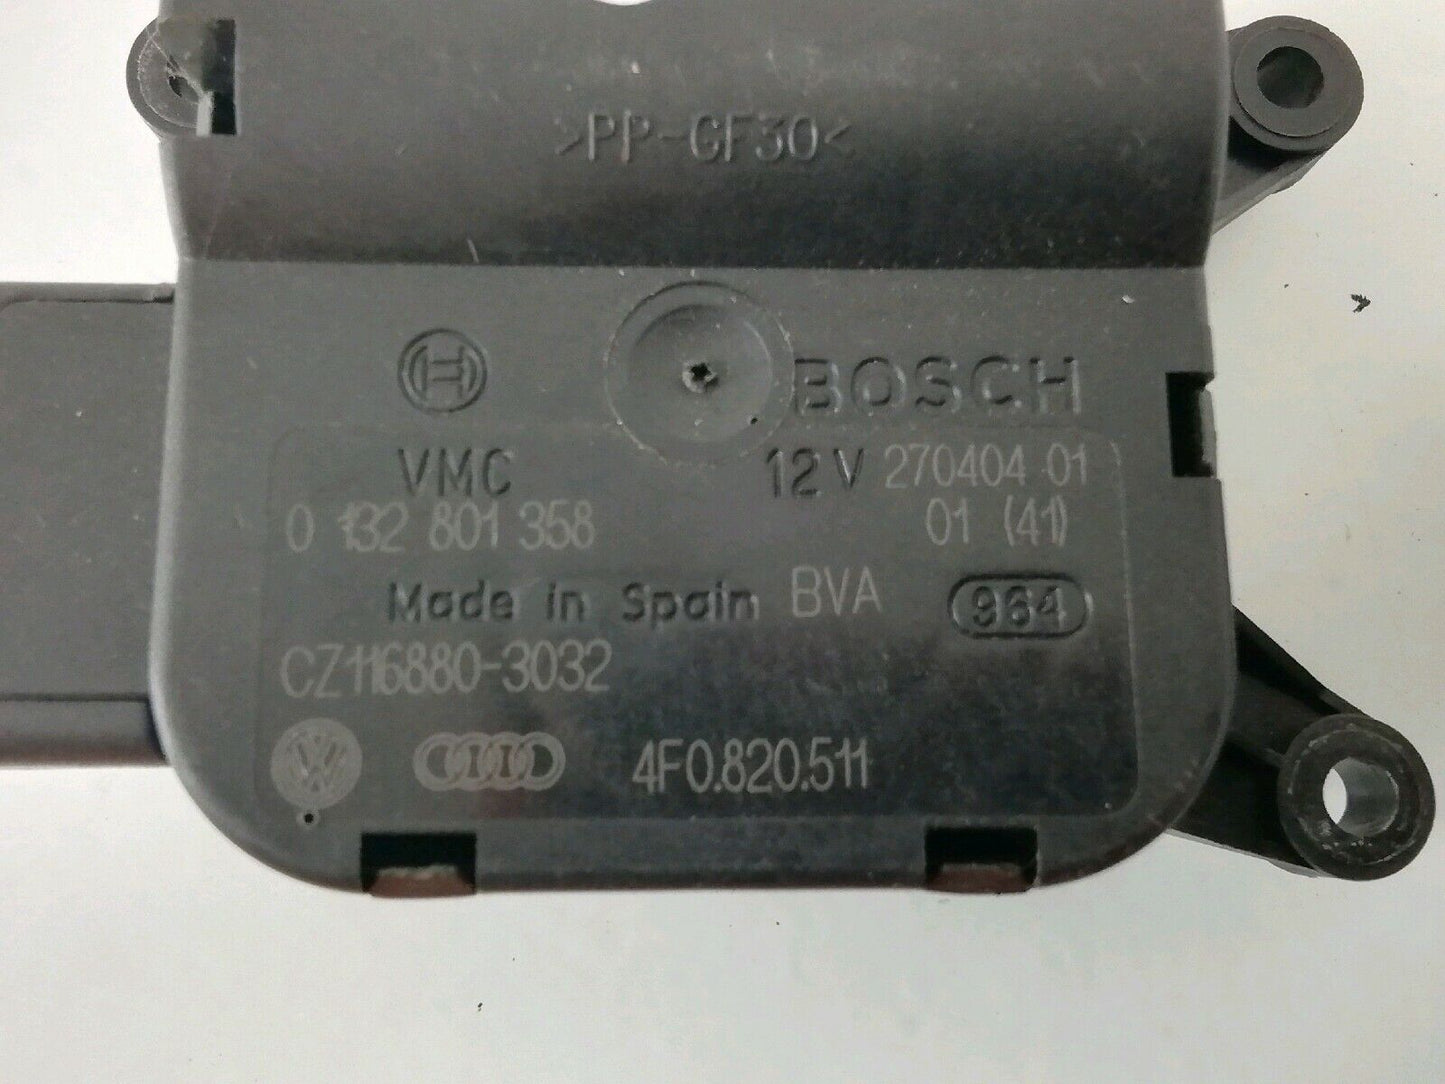 >PP-GF30<
BOSCH
VMC 12V 270404 01
0 132 801 358 01 (41)
Made in Spain BVA 964
CZ116880-3032
4F0.820.511